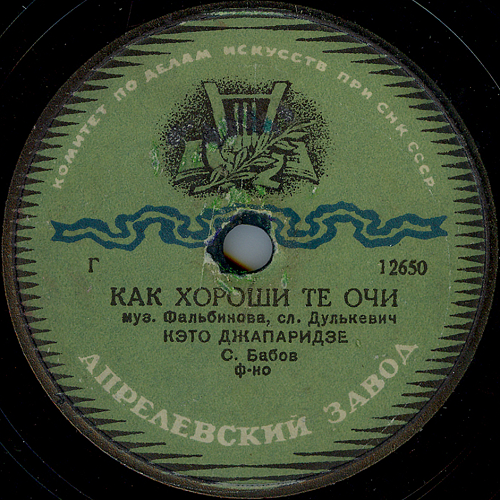 КОМИТЕТ ПО ДЕЛАМ ИСКУССТВ ПРИ СНК СССР.
Г 12650
КАК ХОРОШИ ТЕ ОЧИ
муз. Фальбинова, сл. Дулькевич
КЭТО ДЖАПАРИДЗЕ
С. Бабов
ф-но
АПРЕЛЕВСКИЙ ЗАВОД